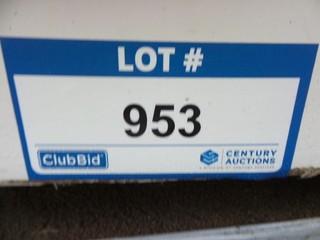 LOT #
953
ClubBid
CENTURY
AUCTIONS